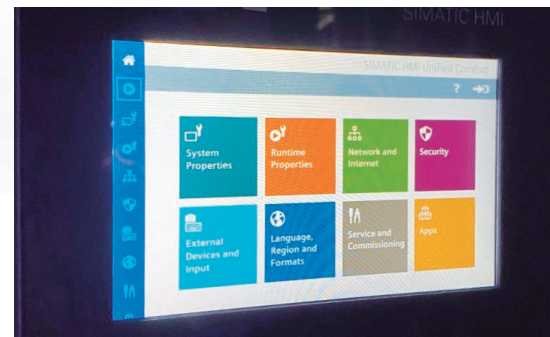 SIMATIC HMI
SIMATIC HMI Unified Comfort
?
System
Properties
Runtime
Properties
Network and
Internet
Security
External
Devices and
Input
Language,
Region and
Formats
Service and
Commissioning
Apps